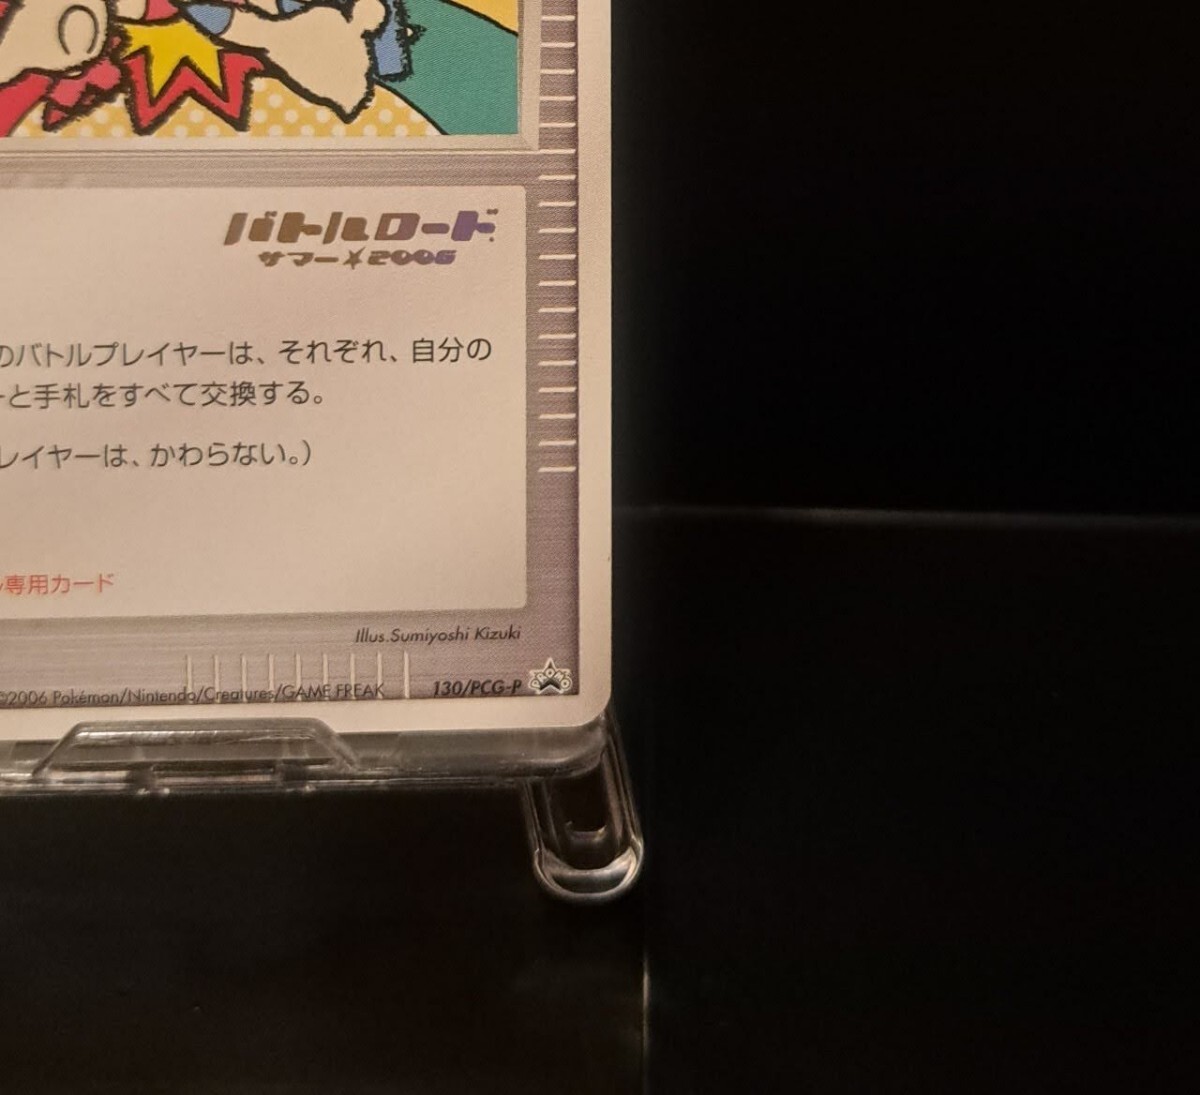 バトルロード
サマー★2006
のバトルプレイヤーは、それぞれ、自分の
ーと手札をすべて交換する。
レイヤーは、かわらない。）
専用カード
Illus.Sumiyoshi Kizuki
©2006 Pokémon/Nintendo/Creatures/GAME FREAK 130/PCG-P PROMO